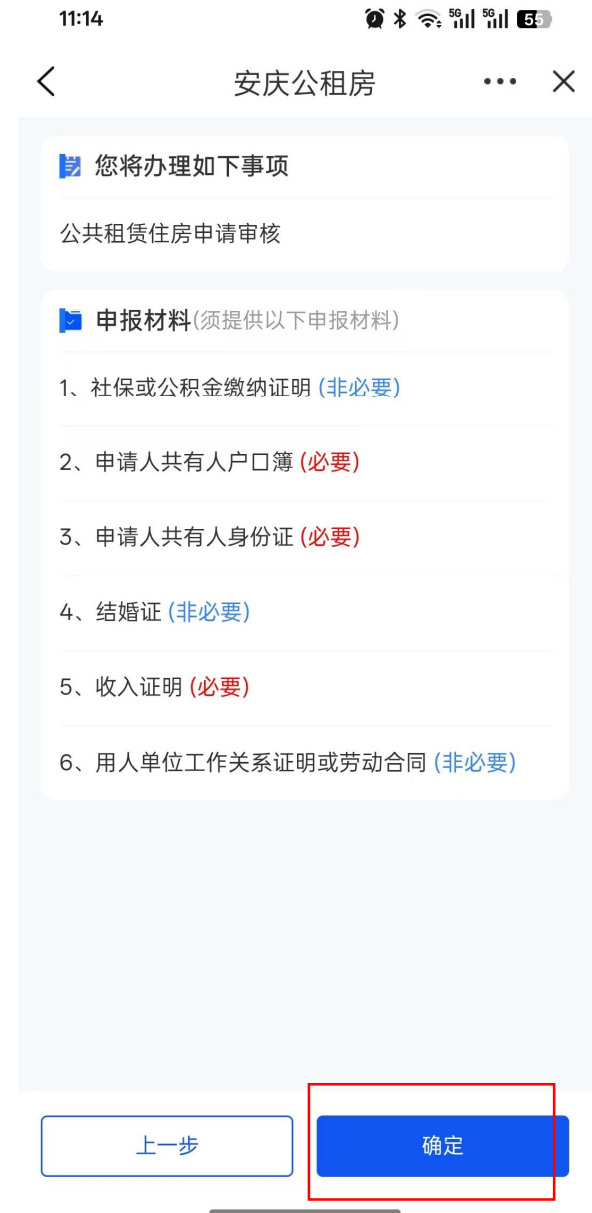 11:14 5G 5G 55
安庆公租房
您将办理如下事项
公共租赁住房申请审核
申报材料(须提供以下申报材料)
1、社保或公积金缴纳证明 (非必要)
2、申请人共有人户口簿 (必要)
3、申请人共有人身份证 (必要)
4、结婚证 (非必要)
5、收入证明 (必要)
6、用人单位工作关系证明或劳动合同 (非必要)
上一步 确定